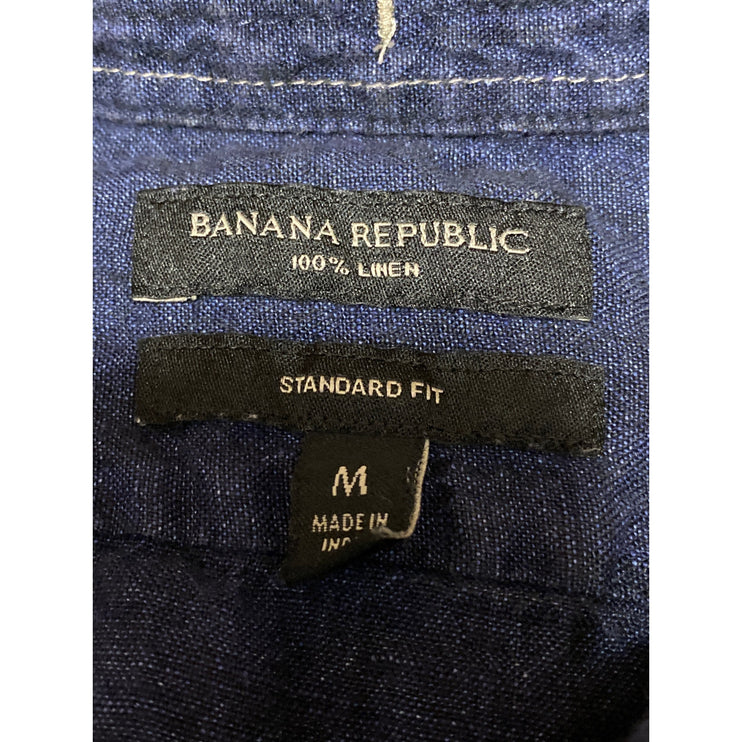 BANANA REPUBLIC
100% LINEN
STANDARD FIT
M
MADE IN